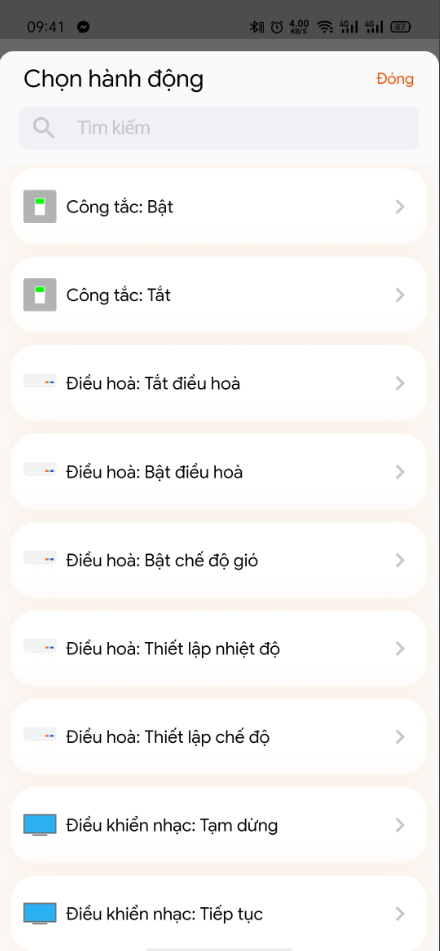 09:41 4.00 KB/S 4G 4G 87
Chọn hành động
Đóng
Tìm kiếm
Công tắc: Bật
Công tắc: Tắt
Điều hoà: Tắt điều hoà
Điều hoà: Bật điều hoà
Điều hoà: Bật chế độ gió
Điều hoà: Thiết lập nhiệt độ
Điều hoà: Thiết lập chế độ
Điều khiển nhạc: Tạm dừng
Điều khiển nhạc: Tiếp tục